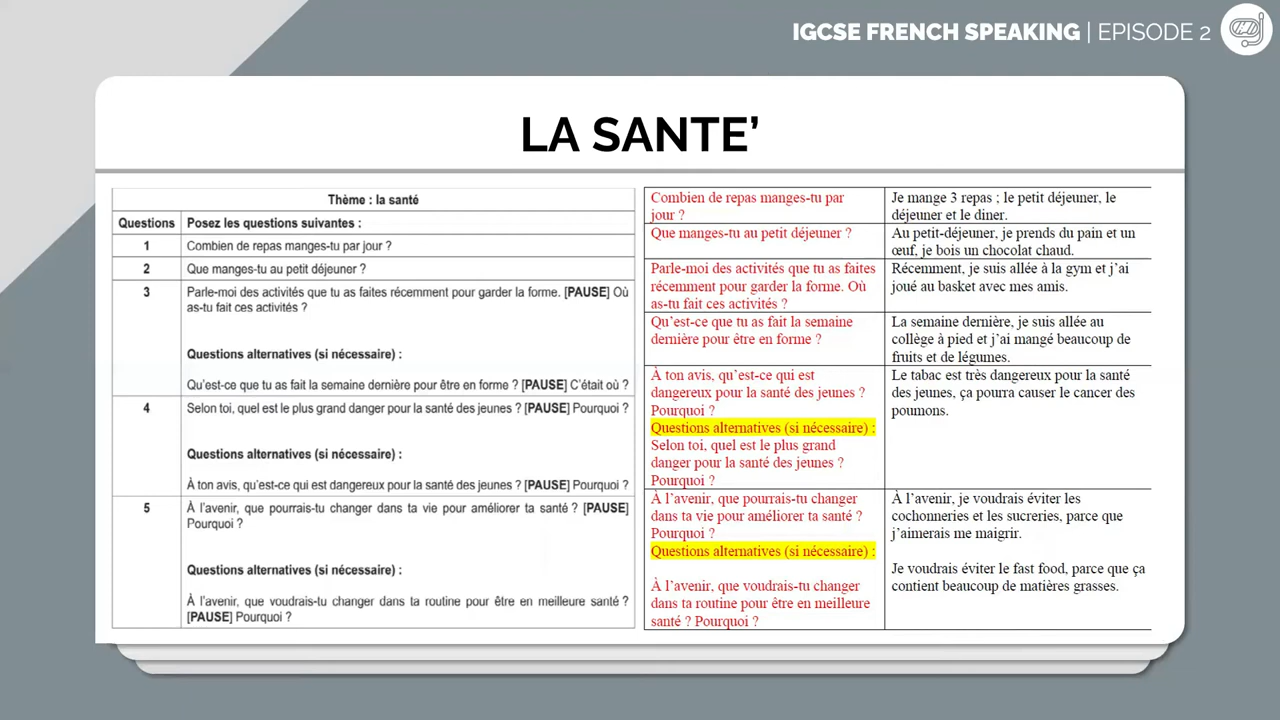 IGCSE FRENCH SPEAKING | EPISODE 2
LA SANTE’
Thème : la santé
Questions Posez les questions suivantes :
1 Combien de repas manges-tu par jour ?
2 Que manges-tu au petit déjeuner ?
3 Parle-moi des activités que tu as faites récemment pour garder la forme. [PAUSE] Où
as-tu fait ces activités ?
Questions alternatives (si nécessaire) :
Qu’est-ce que tu as fait la semaine dernière pour être en forme ? [PAUSE] C’était où ?
4 Selon toi, quel est le plus grand danger pour la santé des jeunes ? [PAUSE] Pourquoi ?
Questions alternatives (si nécessaire) :
À ton avis, qu’est-ce qui est dangereux pour la santé des jeunes ? [PAUSE] Pourquoi ?
5 À l’avenir, que pourrais-tu changer dans ta vie pour améliorer ta santé ? [PAUSE]
Pourquoi ?
Questions alternatives (si nécessaire) :
À l’avenir, que voudrais-tu changer dans ta routine pour être en meilleure santé ?
[PAUSE] Pourquoi ?
Combien de repas manges-tu par
jour ?
Je mange 3 repas ; le petit déjeuner, le
déjeuner et le diner.
Que manges-tu au petit déjeuner ?
Au petit-déjeuner, je prends du pain et un
œuf, je bois un chocolat chaud.
Parle-moi des activités que tu as faites
récemment pour garder la forme. Où
as-tu fait ces activités ?
Récemment, je suis allée à la gym et j’ai
joué au basket avec mes amis.
Qu’est-ce que tu as fait la semaine
dernière pour être en forme ?
La semaine dernière, je suis allée au
collège à pied et j’ai mangé beaucoup de
fruits et de légumes.
À ton avis, qu’est-ce qui est
dangereux pour la santé des jeunes ?
Pourquoi ?
Questions alternatives (si nécessaire) :
Selon toi, quel est le plus grand
danger pour la santé des jeunes ?
Pourquoi ?
Le tabac est très dangereux pour la santé
des jeunes, ça pourra causer le cancer des
poumons.
À l’avenir, que pourrais-tu changer
dans ta vie pour améliorer ta santé ?
Pourquoi ?
Questions alternatives (si nécessaire) :
À l’avenir, que voudrais-tu changer
dans ta routine pour être en meilleure
santé ? Pourquoi ?
À l’avenir, je voudrais éviter les
cochonneries et les sucreries, parce que
j’aimerais me maigrir.
Je voudrais éviter le fast food, parce que ça
contient beaucoup de matières grasses.